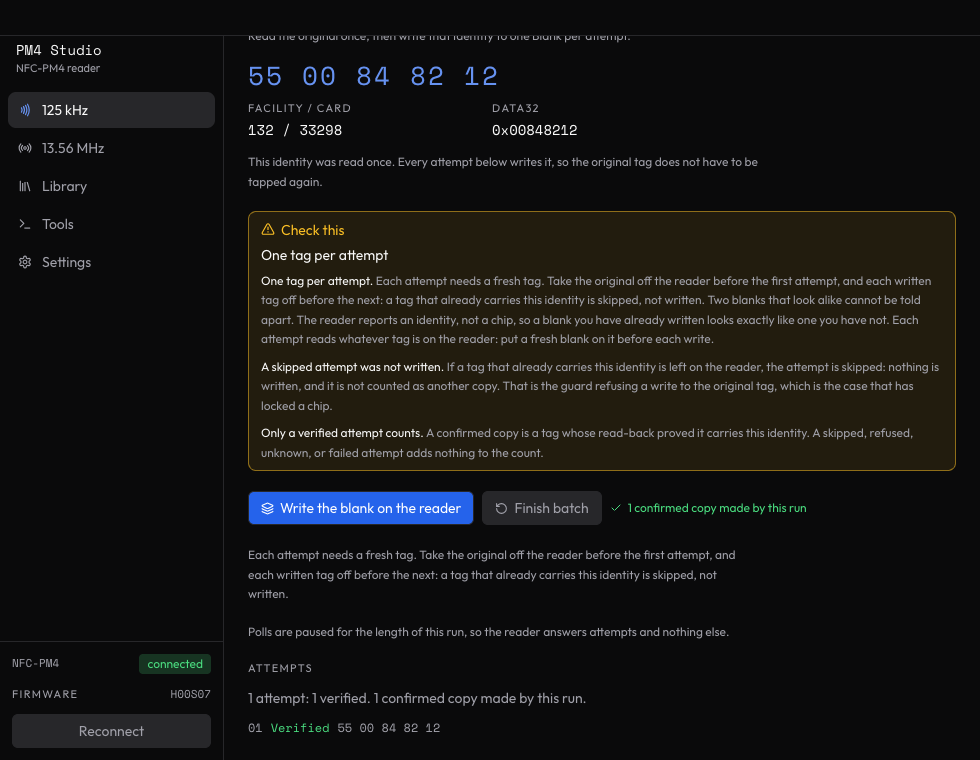 PM4 Studio
NFC-PM4 reader
125 kHz
13.56 MHz
Library
Tools
Settings
NFC-PM4
connected
FIRMWARE
H00S07
Reconnect
Read the original once, then write that identity to one blank per attempt.
55 00 84 82 12
FACILITY / CARD
DATA32
132 / 33298
0x00848212
This identity was read once. Every attempt below writes it, so the original tag does not have to be
tapped again.
Check this
One tag per attempt
One tag per attempt. Each attempt needs a fresh tag. Take the original off the reader before the first attempt, and each written
tag off before the next: a tag that already carries this identity is skipped, not written. Two blanks that look alike cannot be told
apart. The reader reports an identity, not a chip, so a blank you have already written looks exactly like one you have not. Each
attempt reads whatever tag is on the reader: put a fresh blank on it before each write.
A skipped attempt was not written. If a tag that already carries this identity is left on the reader, the attempt is skipped: nothing is
written, and it is not counted as another copy. That is the guard refusing a write to the original tag, which is the case that has
locked a chip.
Only a verified attempt counts. A confirmed copy is a tag whose read-back proved it carries this identity. A skipped, refused,
unknown, or failed attempt adds nothing to the count.
Write the blank on the reader
Finish batch
1 confirmed copy made by this run
Each attempt needs a fresh tag. Take the original off the reader before the first attempt, and
each written tag off before the next: a tag that already carries this identity is skipped, not
written.
Polls are paused for the length of this run, so the reader answers attempts and nothing else.
ATTEMPTS
1 attempt: 1 verified. 1 confirmed copy made by this run.
01 Verified 55 00 84 82 12